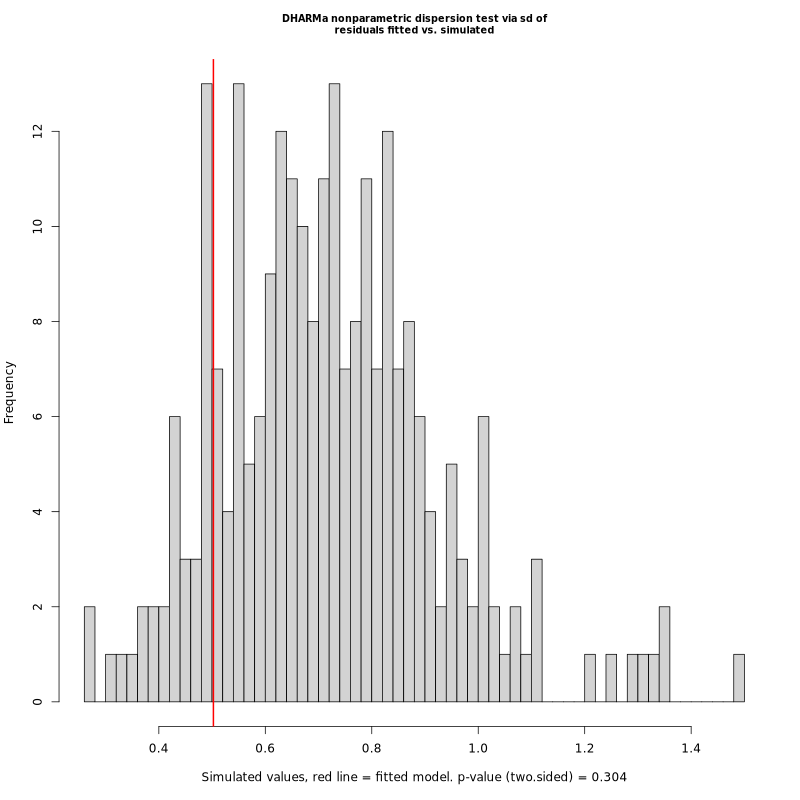 DHARMa nonparametric dispersion test via sd of
residuals fitted vs. simulated
Frequency
12
10
8
6
4
2
0
0.4 0.6 0.8 1.0 1.2 1.4
Simulated values, red line = fitted model. p-value (two.sided) = 0.304